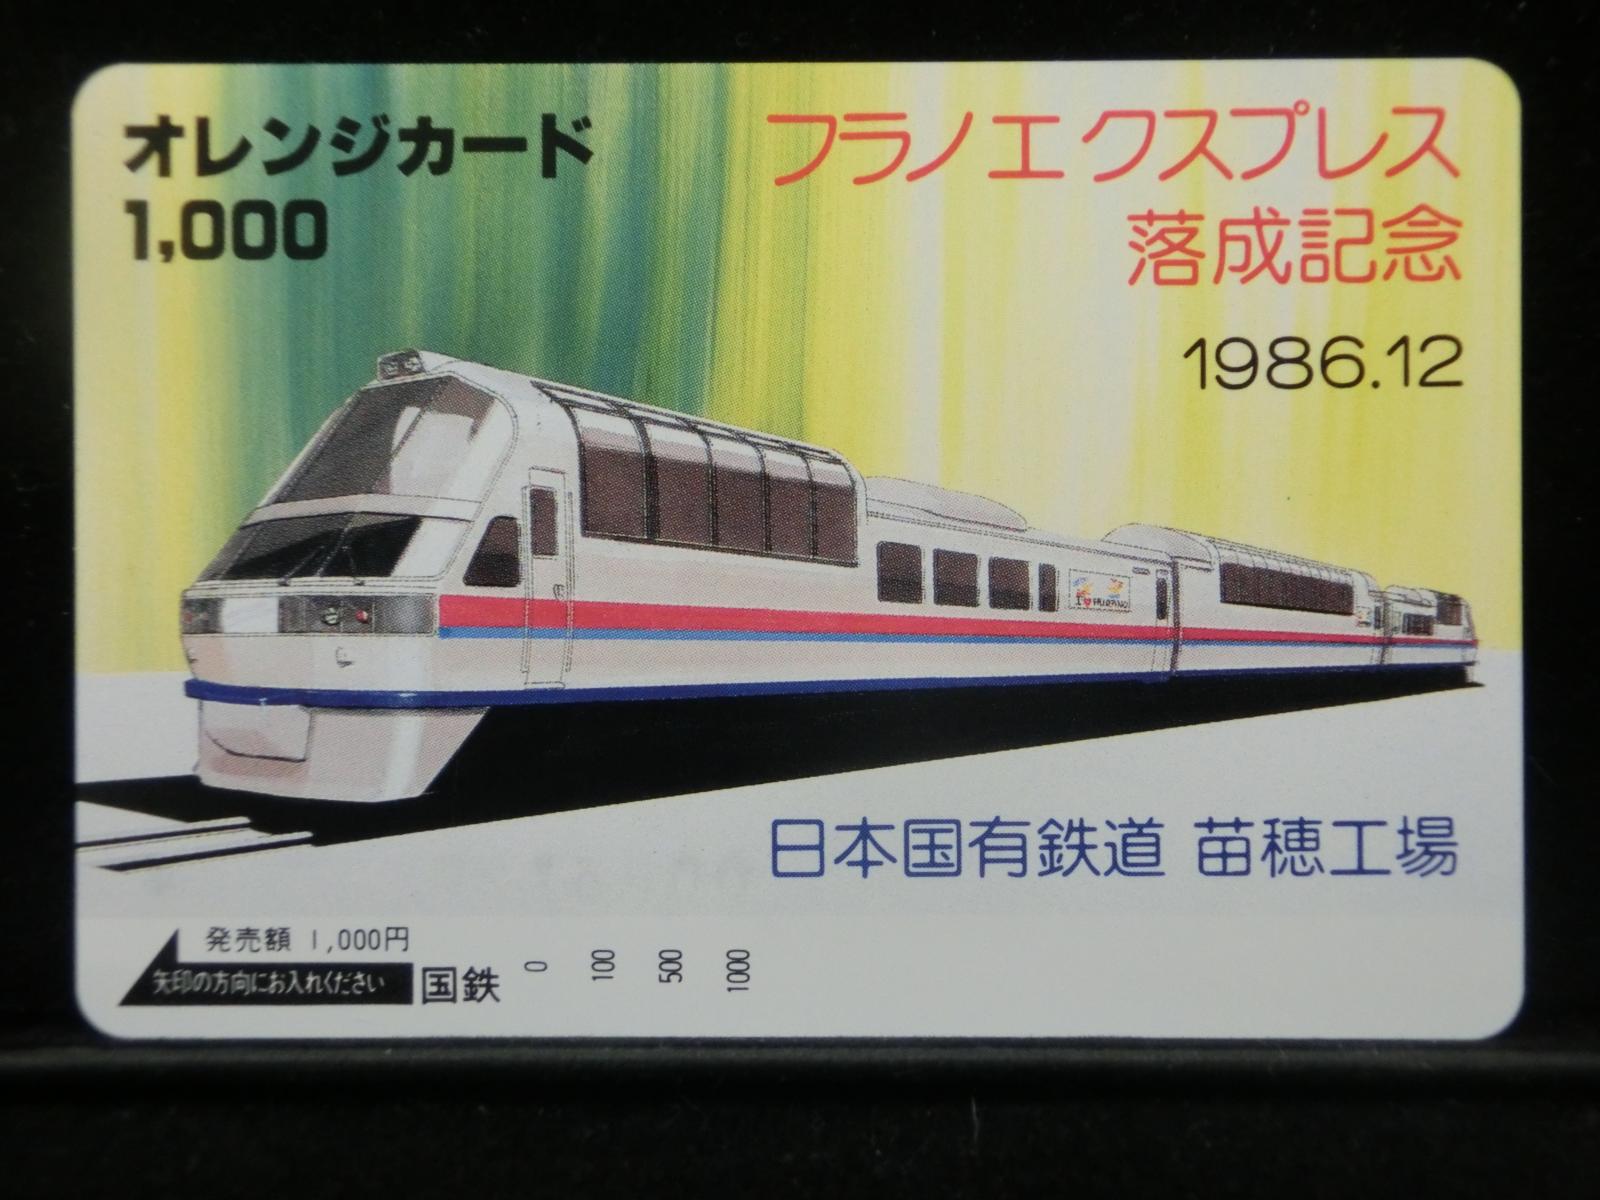 オレンジカード
1,000
フラノエクスプレス
落成記念
1986.12
I ♥ FURANO
日本国有鉄道 苗穂工場
発売額 1,000円
矢印の方向にお入れください
国鉄 0 100 500 1000